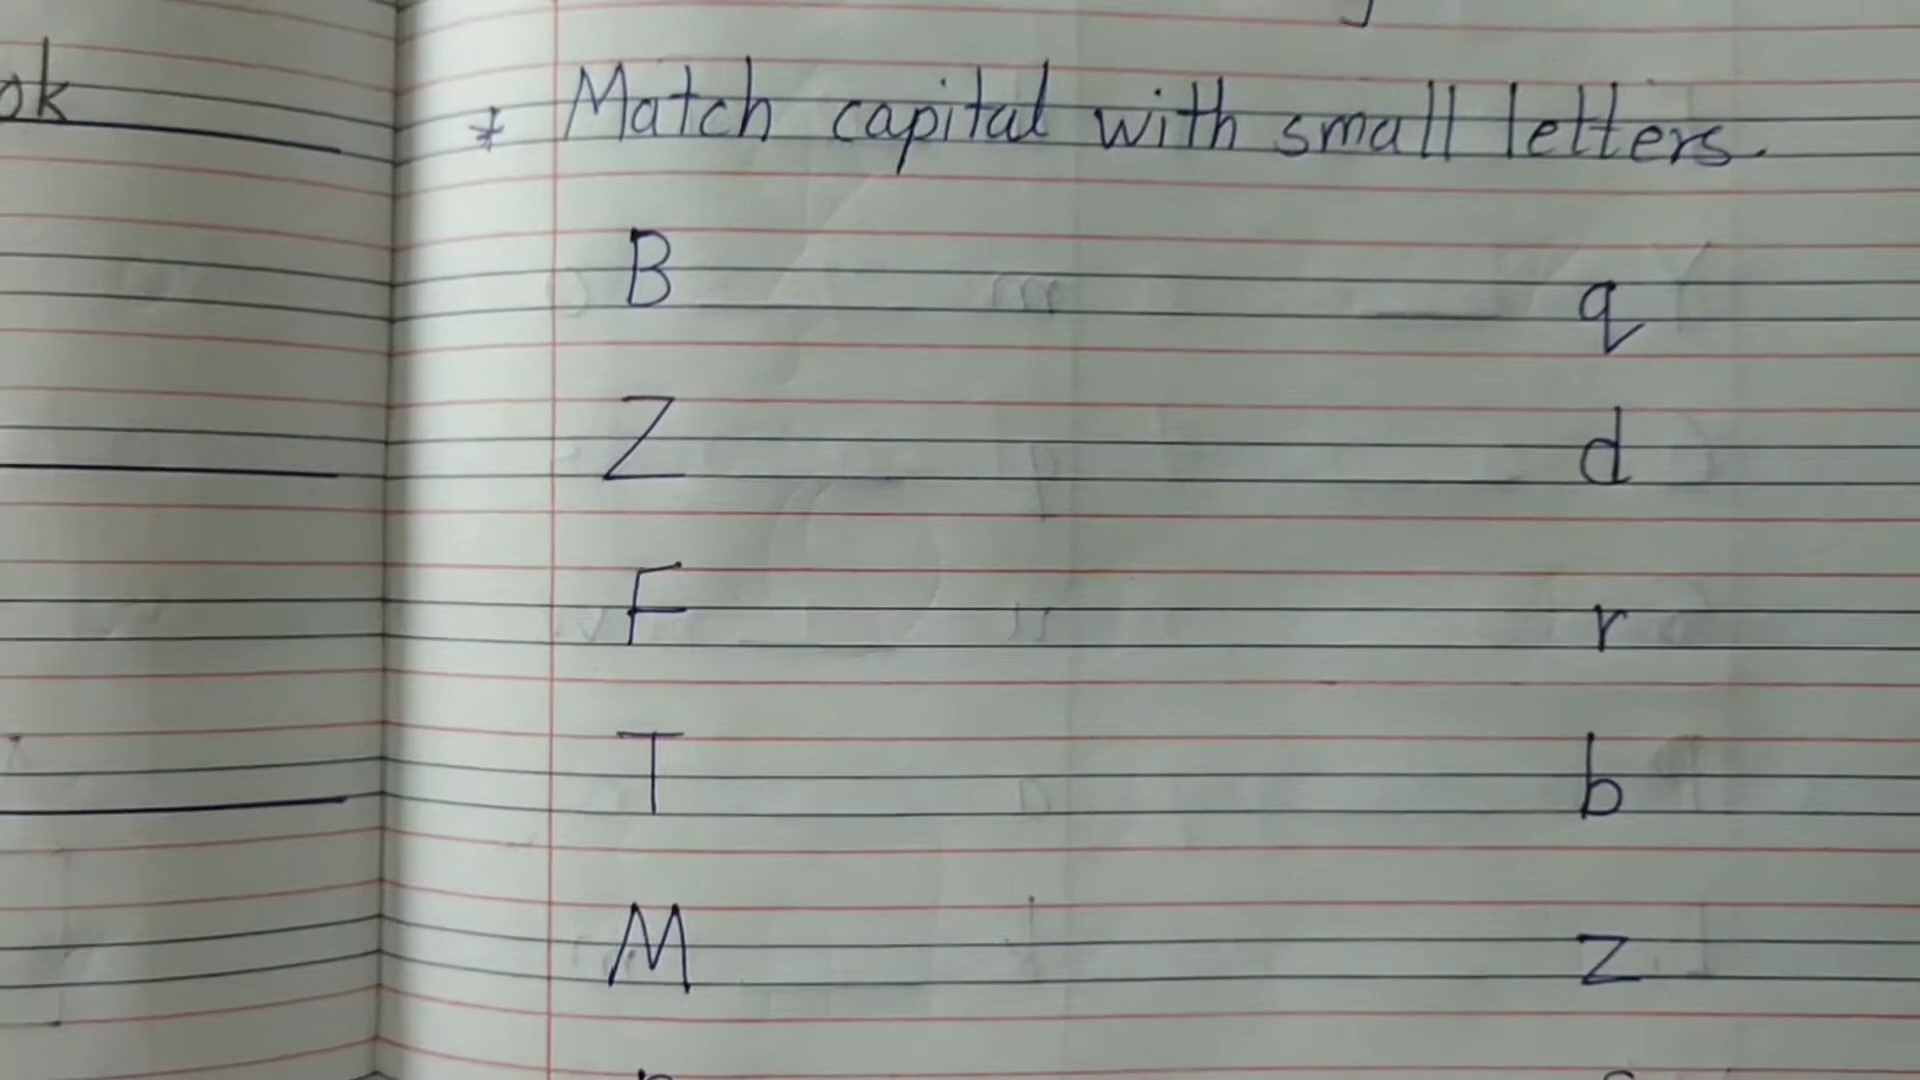 ok
* Match capital with small letters.
B q
Z d
F r
T b
M z